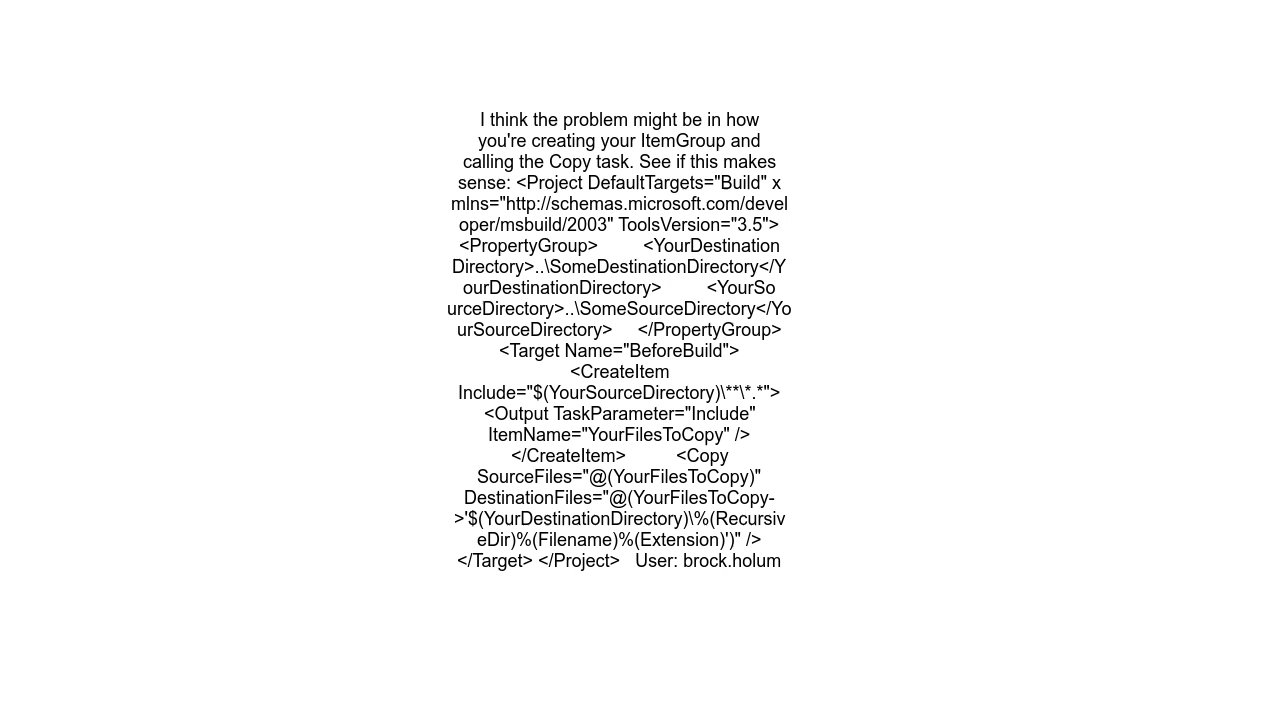 I think the problem might be in how
you're creating your ItemGroup and
calling the Copy task. See if this makes
sense: <Project DefaultTargets="Build" x
mlns="http://schemas.microsoft.com/devel
oper/msbuild/2003" ToolsVersion="3.5">
<PropertyGroup>         <YourDestination
Directory>..\SomeDestinationDirectory</Y
ourDestinationDirectory>         <YourSo
urceDirectory>..\SomeSourceDirectory</Yo
urSourceDirectory>     </PropertyGroup>
<Target Name="BeforeBuild">
<CreateItem
Include="$(YourSourceDirectory)\**\*.*">
<Output TaskParameter="Include"
ItemName="YourFilesToCopy" />
</CreateItem>          <Copy
SourceFiles="@(YourFilesToCopy)"
DestinationFiles="@(YourFilesToCopy-
>'$(YourDestinationDirectory)\%(Recursiv
eDir)%(Filename)%(Extension)')" />
</Target> </Project>   User: brock.holum